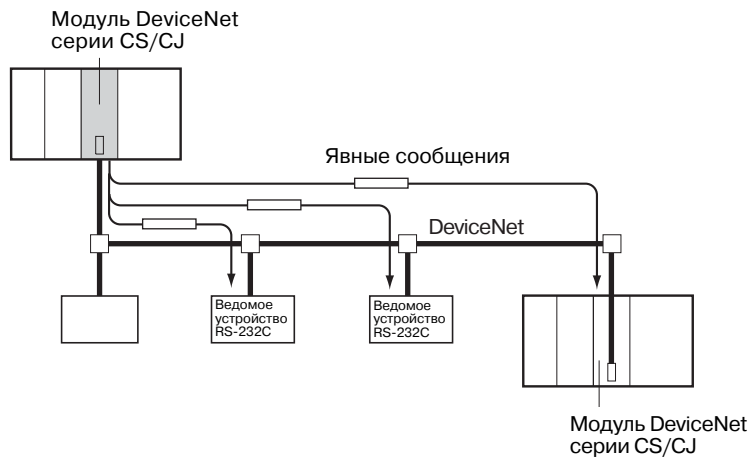 Модуль DeviceNet
серии CS/CJ
Явные сообщения
DeviceNet
Ведомое
устройство
RS-232C
Ведомое
устройство
RS-232C
Модуль DeviceNet
серии CS/CJ